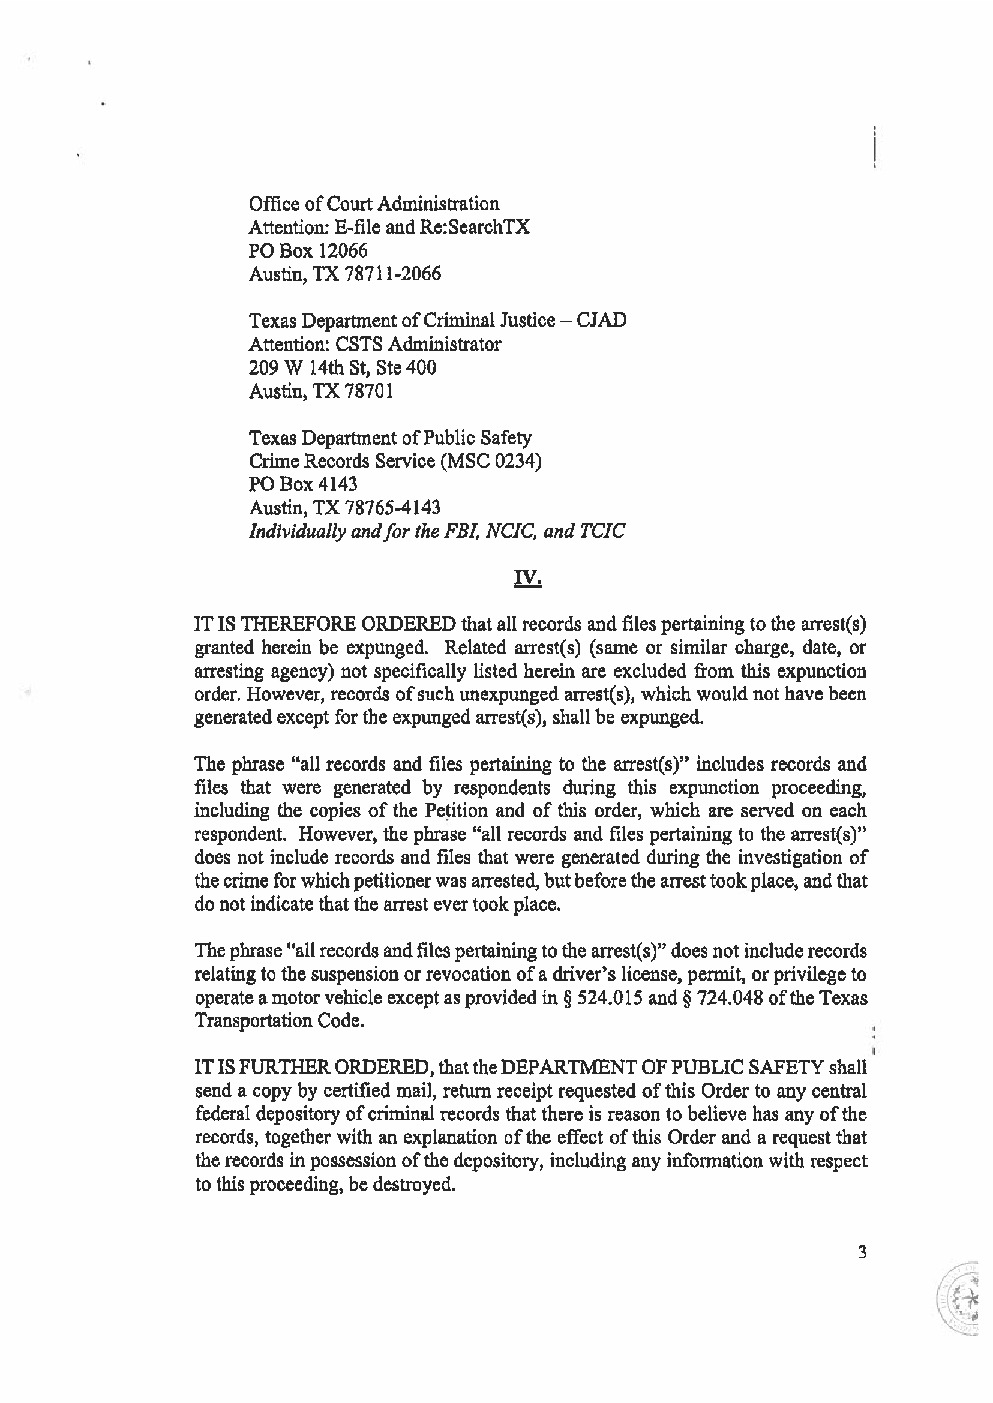 Office of Court Administration
Attention: E-file and Re:SearchTX
PO Box 12066
Austin, TX 78711-2066
Texas Department of Criminal Justice – CJAD
Attention: CSTS Administrator
209 W 14th St, Ste 400
Austin, TX 78701
Texas Department of Public Safety
Crime Records Service (MSC 0234)
PO Box 4143
Austin, TX 78765-4143
Individually and for the FBI, NCIC, and TCIC
IV.
IT IS THEREFORE ORDERED that all records and files pertaining to the arrest(s)
granted herein be expunged. Related arrest(s) (same or similar charge, date, or
arresting agency) not specifically listed herein are excluded from this expunction
order. However, records of such unexpunged arrest(s), which would not have been
generated except for the expunged arrest(s), shall be expunged.
The phrase “all records and files pertaining to the arrest(s)” includes records and
files that were generated by respondents during this expunction proceeding,
including the copies of the Petition and of this order, which are served on each
respondent. However, the phrase “all records and files pertaining to the arrest(s)”
does not include records and files that were generated during the investigation of
the crime for which petitioner was arrested, but before the arrest took place, and that
do not indicate that the arrest ever took place.
The phrase “all records and files pertaining to the arrest(s)” does not include records
relating to the suspension or revocation of a driver’s license, permit, or privilege to
operate a motor vehicle except as provided in § 524.015 and § 724.048 of the Texas
Transportation Code.
IT IS FURTHER ORDERED, that the DEPARTMENT OF PUBLIC SAFETY shall
send a copy by certified mail, return receipt requested of this Order to any central
federal depository of criminal records that there is reason to believe has any of the
records, together with an explanation of the effect of this Order and a request that
the records in possession of the depository, including any information with respect
to this proceeding, be destroyed.
3